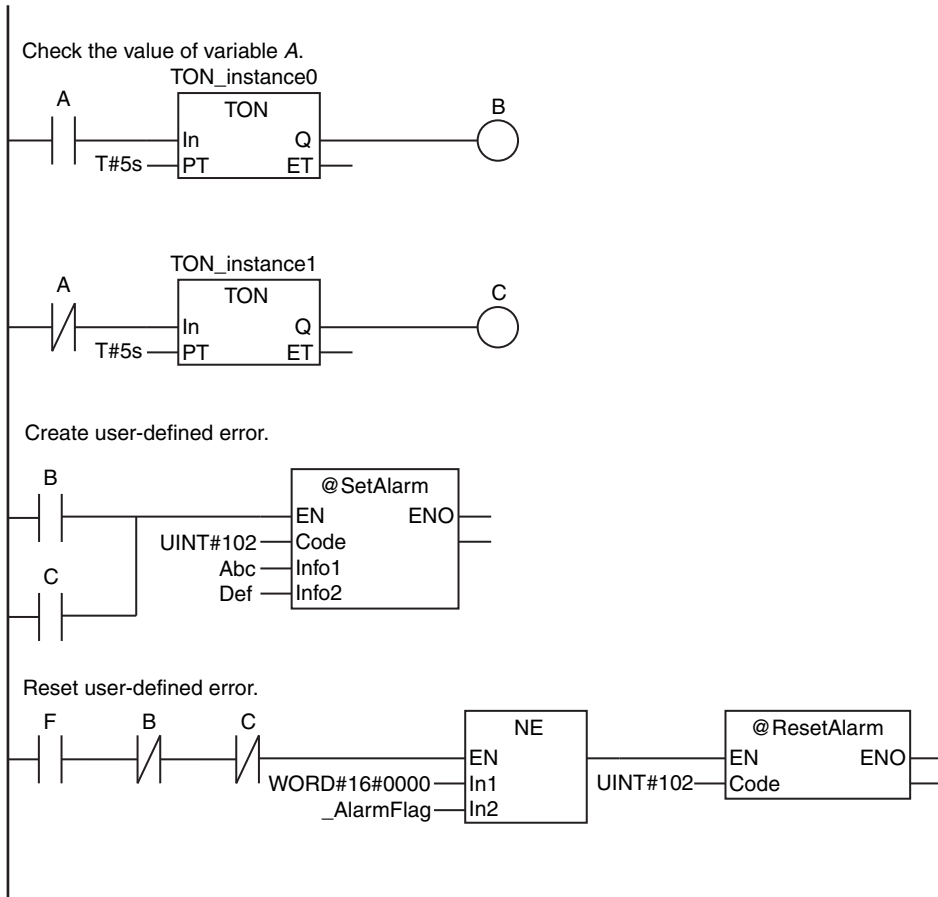 Check the value of variable A.
TON_instance0
A
TON
B
In Q
T#5s PT ET
TON_instance1
A
TON
C
In Q
T#5s PT ET
Create user-defined error.
B
@SetAlarm
EN ENO
UINT#102 Code
C
Abc Info1
Def Info2
Reset user-defined error.
F B C
NE
@ResetAlarm
EN
EN ENO
WORD#16#0000 In1
UINT#102 Code
_AlarmFlag In2